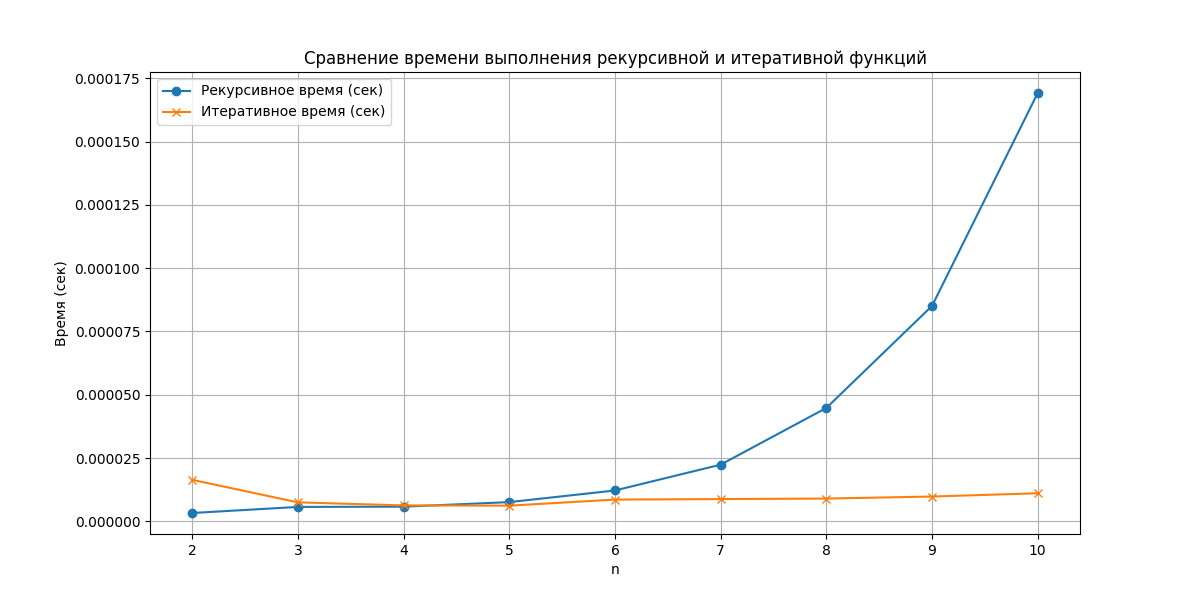 Сравнение времени выполнения рекурсивной и итеративной функций
Рекурсивное время (сек)
Итеративное время (сек)
Время (сек)
0.000175
0.000150
0.000125
0.000100
0.000075
0.000050
0.000025
0.000000
2 3 4 5 6 7 8 9 10
n